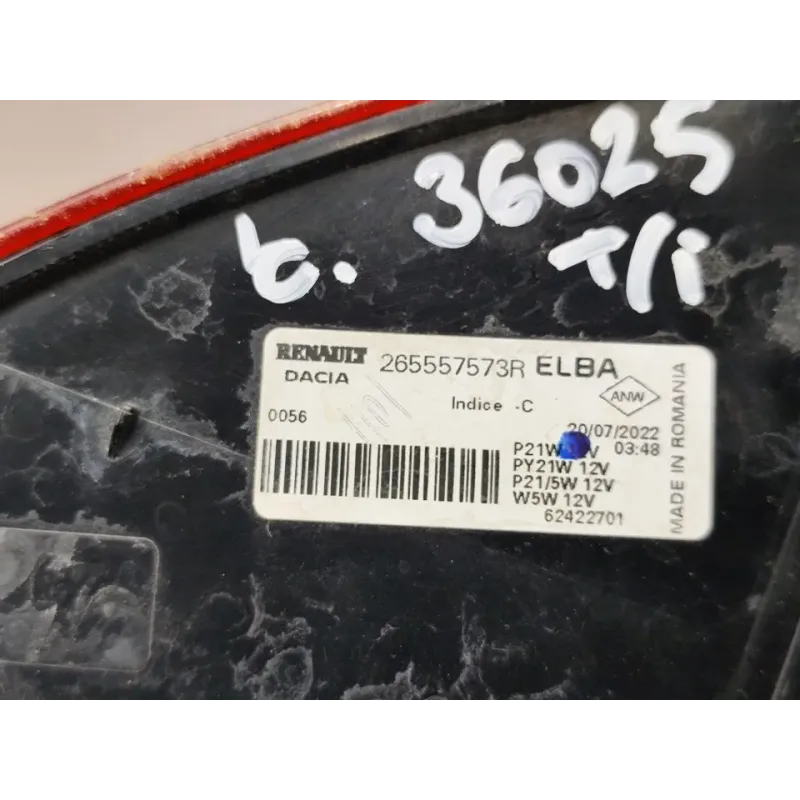 36025
b. T/i
RENAULT 265557573R ELBA
DACIA
Indice -C
ANW
0056
20/07/2022
03:48
P21W V
PY21W 12V
P21/5W 12V
W5W 12V
62422701
MADE IN ROMANIA